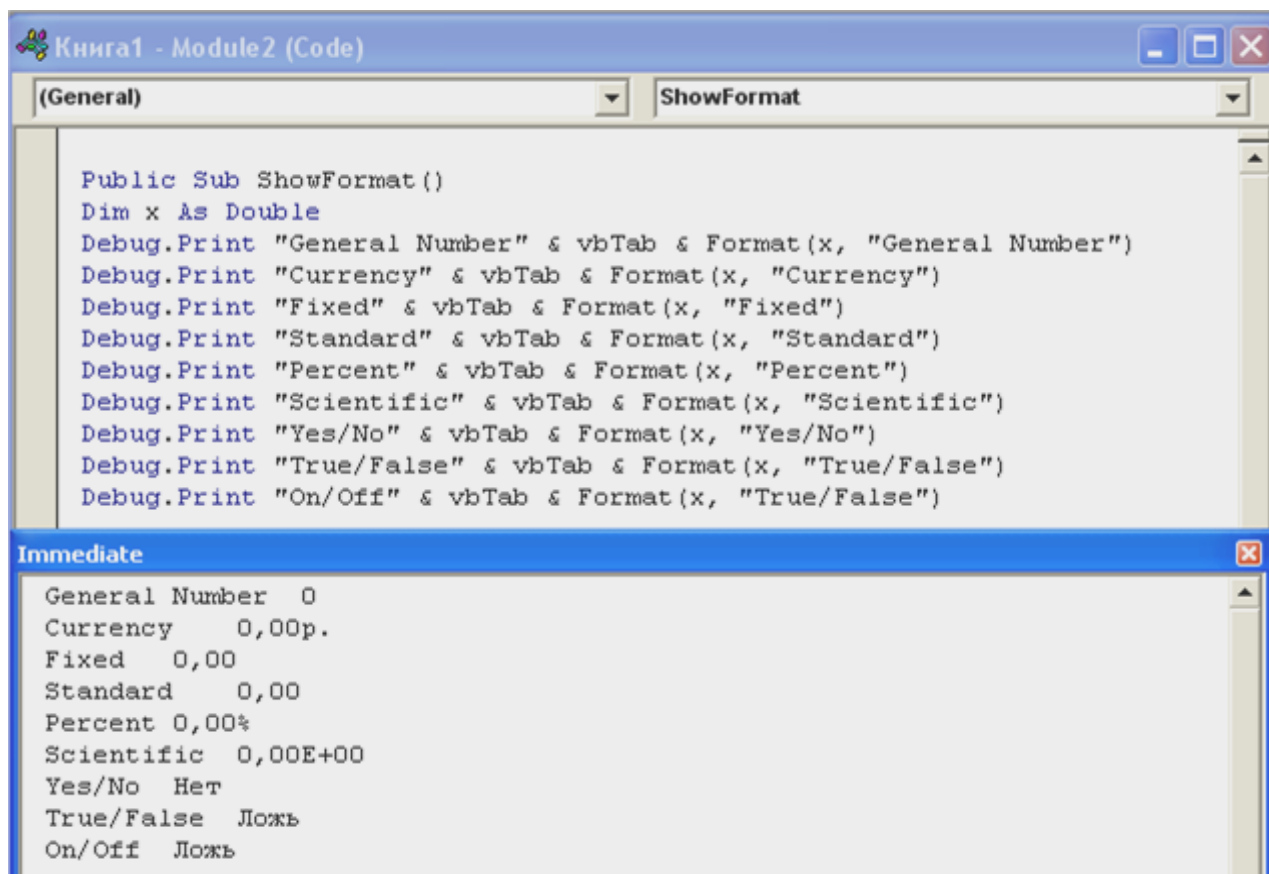 Книга1 - Module2 (Code)
(General) ShowFormat
Public Sub ShowFormat()
Dim x As Double
Debug.Print "General Number" & vbTab & Format(x, "General Number")
Debug.Print "Currency" & vbTab & Format(x, "Currency")
Debug.Print "Fixed" & vbTab & Format(x, "Fixed")
Debug.Print "Standard" & vbTab & Format(x, "Standard")
Debug.Print "Percent" & vbTab & Format(x, "Percent")
Debug.Print "Scientific" & vbTab & Format(x, "Scientific")
Debug.Print "Yes/No" & vbTab & Format(x, "Yes/No")
Debug.Print "True/False" & vbTab & Format(x, "True/False")
Debug.Print "On/Off" & vbTab & Format(x, "True/False")
Immediate
General Number 0
Currency 0,00р.
Fixed 0,00
Standard 0,00
Percent 0,00%
Scientific 0,00E+00
Yes/No Нет
True/False Ложь
On/Off Ложь